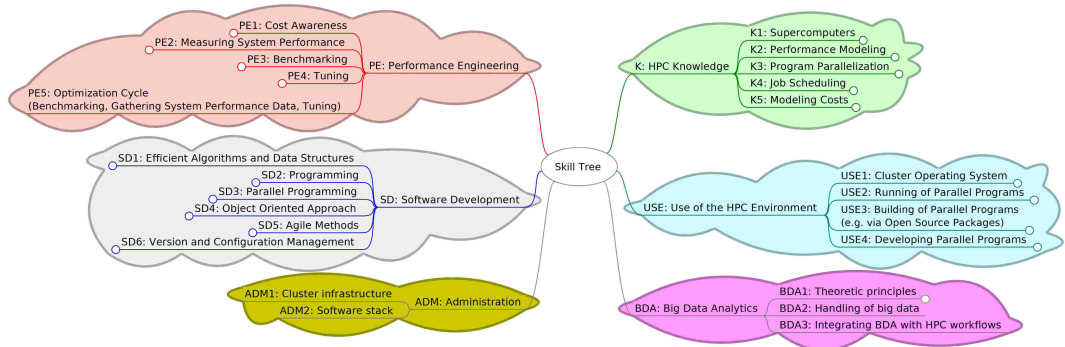 PE1: Cost Awareness
PE2: Measuring System Performance
PE3: Benchmarking
PE4: Tuning
PE5: Optimization Cycle
(Benchmarking, Gathering System Performance Data, Tuning)
PE: Performance Engineering
SD1: Efficient Algorithms and Data Structures
SD2: Programming
SD3: Parallel Programming
SD4: Object Oriented Approach
SD5: Agile Methods
SD6: Version and Configuration Management
SD: Software Development
ADM1: Cluster infrastructure
ADM2: Software stack
ADM: Administration
Skill Tree
K: HPC Knowledge
K1: Supercomputers
K2: Performance Modeling
K3: Program Parallelization
K4: Job Scheduling
K5: Modeling Costs
USE: Use of the HPC Environment
USE1: Cluster Operating System
USE2: Running of Parallel Programs
USE3: Building of Parallel Programs
(e.g. via Open Source Packages)
USE4: Developing Parallel Programs
BDA: Big Data Analytics
BDA1: Theoretic principles
BDA2: Handling of big data
BDA3: Integrating BDA with HPC workflows